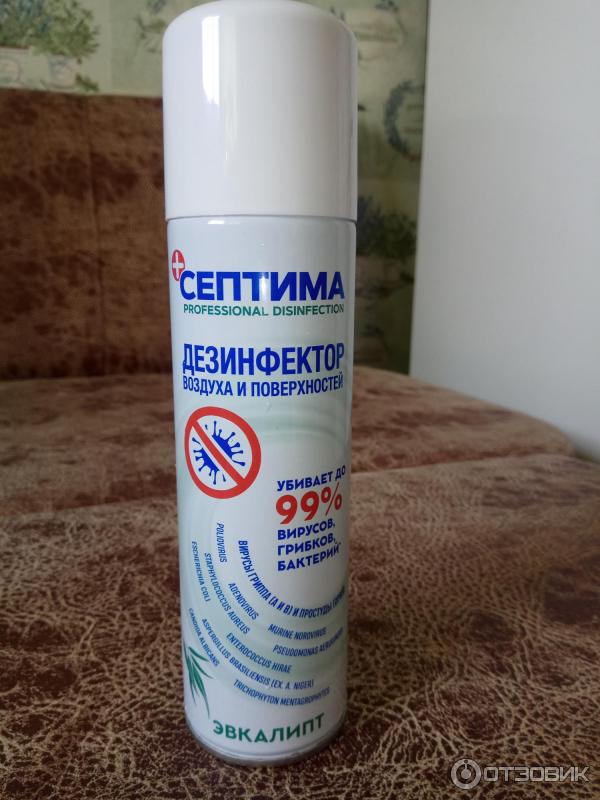 СЕПТИМА
PROFESSIONAL DISINFECTION
ДЕЗИНФЕКТОР
ВОЗДУХА И ПОВЕРХНОСТЕЙ
УБИВАЕТ ДО
99%
ВИРУСОВ,
ГРИБКОВ,
БАКТЕРИЙ
ВИРУСЫ ГРИППА (А И В) И ПРОСТУДЫ
POLIOVIRUS
ADENOVIRUS
MURINE NOROVIRUS
STAPHYLOCOCCUS AUREUS
PSEUDOMONAS
ESCHERICHIA COLI
ENTEROCOCCUS HIRAE
ASPERGILLUS BRASILIENSIS (EX. A. NIGER)
CANDIDA ALBICANS
TRICHOPHYTON MENTAGROPHYTES
ЭВКАЛИПТ
ОТЗОВИК